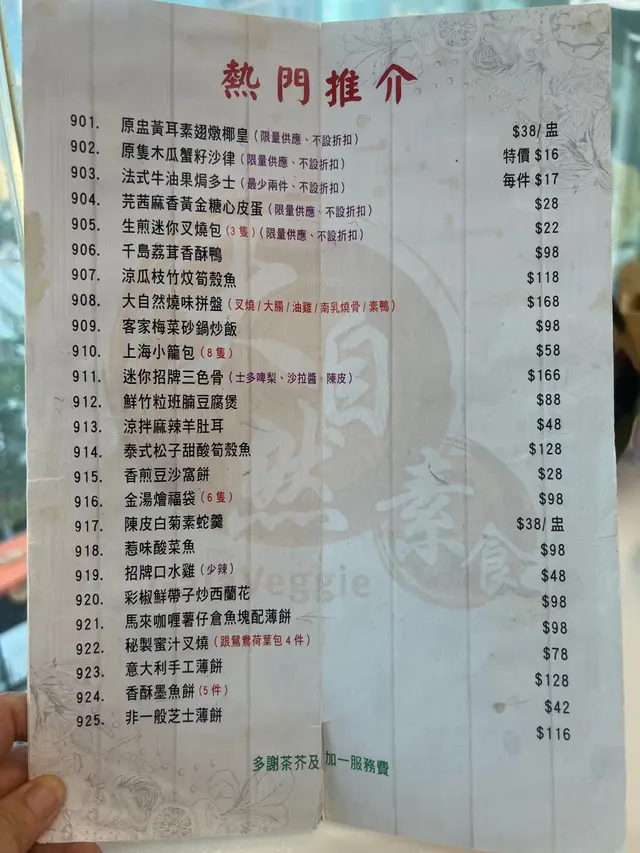 熱門推介
901. 原盅黃耳素翅燉椰皇(限量供應、不設折扣) $38/盅
902. 原隻木瓜蟹籽沙律(限量供應、不設折扣) 特價 $16
903. 法式牛油果焗多士(最少兩件、不設折扣) 每件 $17
904. 芫茜麻香黃金糖心皮蛋(限量供應、不設折扣) $28
905. 生煎迷你叉燒包(3隻)(限量供應、不設折扣) $22
906. 千島荔茸香酥鴨 $98
907. 涼瓜枝竹炆筍殼魚 $118
908. 大自然燒味拼盤(叉燒/大腸/油雞/南乳燒骨/素鴨) $168
909. 客家梅菜砂鍋炒飯 $98
910. 上海小籠包(8隻) $58
911. 迷你招牌三色骨(士多啤梨、沙拉醬、陳皮) $166
912. 鮮竹粒班腩豆腐煲 $88
913. 涼拌麻辣羊肚耳 $48
914. 泰式松子甜酸筍殼魚 $128
915. 香煎豆沙窩餅 $28
916. 金湯燴福袋(6隻) $98
917. 陳皮白菊素蛇羹 $38/盅
918. 惹味酸菜魚 $98
919. 招牌口水雞(少辣) $48
920. 彩椒鮮帶子炒西蘭花 $98
921. 馬來咖喱薯仔倉魚塊配薄餅 $98
922. 秘製蜜汁叉燒(跟鴛鴦荷葉包4件) $78
923. 意大利手工薄餅 $128
924. 香酥墨魚餅(5件) $42
925. 非一般芝士薄餅 $116
大自然
素食
Veggie
多謝茶芥及加一服務費